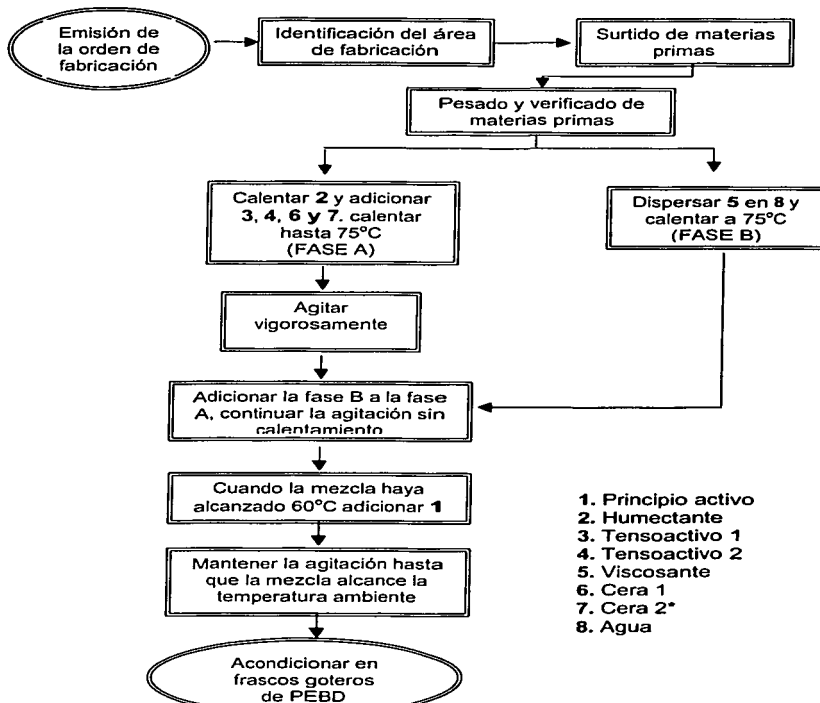 Emisión de
la orden de
fabricación
Identificación del área
de fabricación
Surtido de materias
primas
Pesado y verificado de
materias primas
Calentar 2 y adicionar
3, 4, 6 y 7. calentar
hasta 75°C
(FASE A)
Dispersar 5 en 8 y
calentar a 75°C
(FASE B)
Agitar
vigorosamente
Adicionar la fase B a la fase
A, continuar la agitación sin
calentamiento
Cuando la mezcla haya
alcanzado 60°C adicionar 1
Mantener la agitación hasta
que la mezcla alcance la
temperatura ambiente
Acondicionar en
frascos goteros
de PEBD
1. Principio activo
2. Humectante
3. Tensoactivo 1
4. Tensoactivo 2
5. Viscosante
6. Cera 1
7. Cera 2*
8. Agua